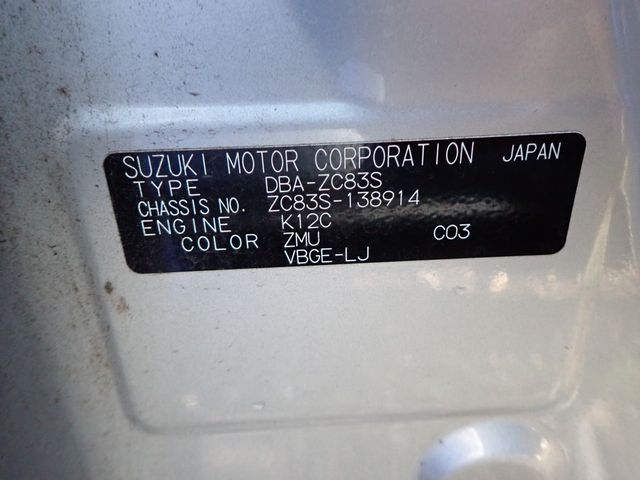 SUZUKI MOTOR CORPORATION JAPAN
TYPE DBA-ZC83S
CHASSIS NO. ZC83S-138914
ENGINE K12C
COLOR ZMU C03
VBGE-LJ